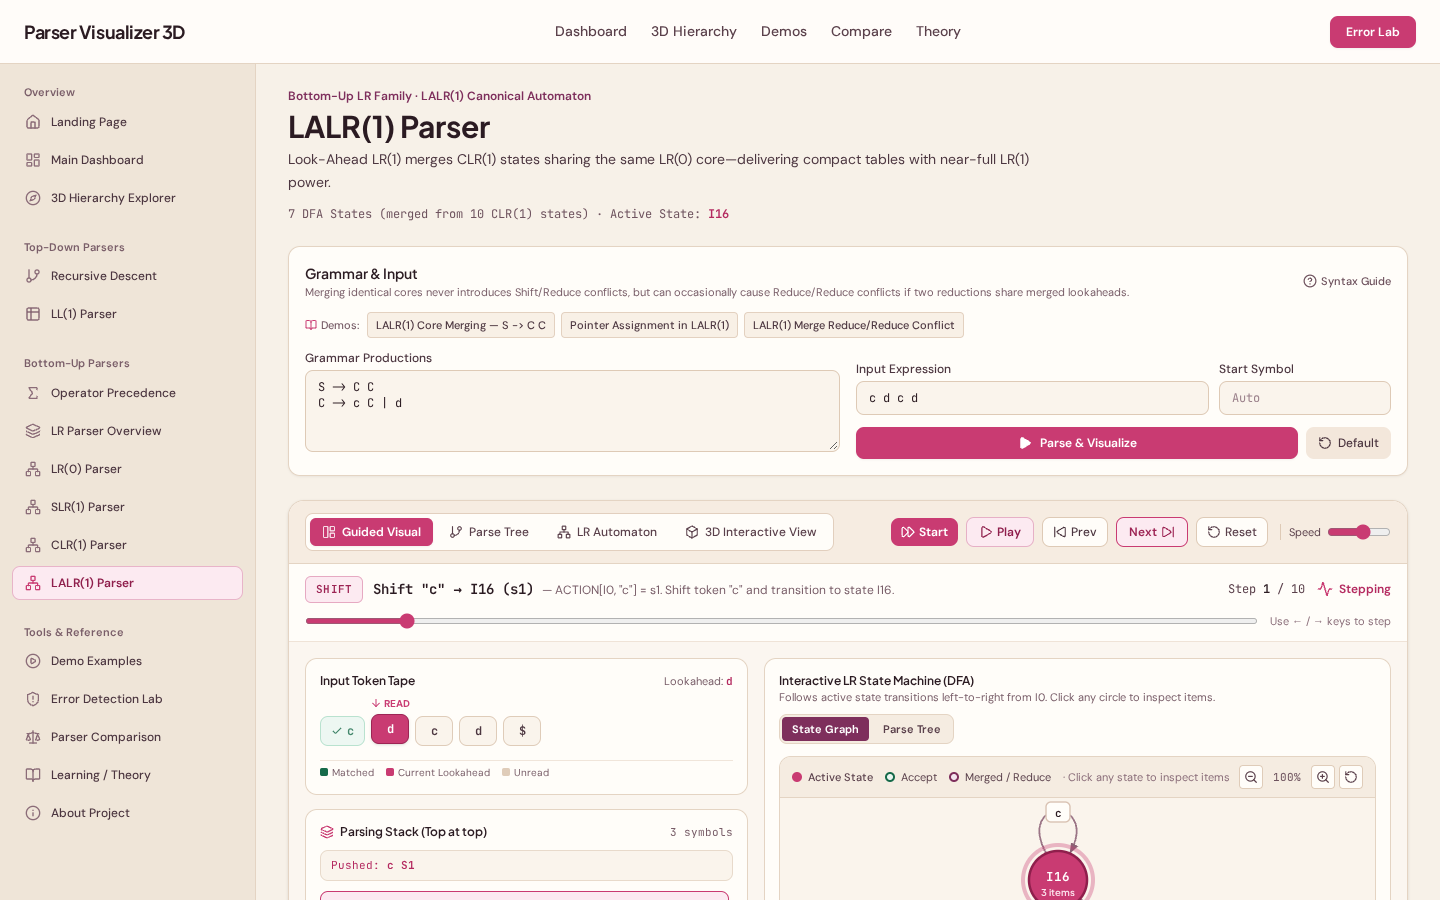 Parser Visualizer 3D
Dashboard
3D Hierarchy
Demos
Compare
Theory
Error Lab
Overview
Landing Page
Main Dashboard
3D Hierarchy Explorer
Top-Down Parsers
Recursive Descent
LL(1) Parser
Bottom-Up Parsers
Operator Precedence
LR Parser Overview
LR(0) Parser
SLR(1) Parser
CLR(1) Parser
LALR(1) Parser
Tools & Reference
Demo Examples
Error Detection Lab
Parser Comparison
Learning / Theory
About Project
Bottom-Up LR Family · LALR(1) Canonical Automaton
LALR(1) Parser
Look-Ahead LR(1) merges CLR(1) states sharing the same LR(0) core—delivering compact tables with near-full LR(1)
power.
7 DFA States (merged from 10 CLR(1) states) · Active State: I16
Grammar & Input
Merging identical cores never introduces Shift/Reduce conflicts, but can occasionally cause Reduce/Reduce conflicts if two reductions share merged lookaheads.
Syntax Guide
Demos:
LALR(1) Core Merging — S -> C C
Pointer Assignment in LALR(1)
LALR(1) Merge Reduce/Reduce Conflict
Grammar Productions
S → C C
C → c C | d
Input Expression
c d c d
Start Symbol
Auto
Parse & Visualize
Default
Guided Visual
Parse Tree
LR Automaton
3D Interactive View
Start
Play
Prev
Next
Reset
Speed
SHIFT
Shift "c" → I16 (s1)
— ACTION[I0, "c"] = s1. Shift token "c" and transition to state I16.
Step 1 / 10
Stepping
Use ← / → keys to step
Input Token Tape
Lookahead: d
↓ READ
✓ c
d
c
d
$
Matched
Current Lookahead
Unread
Parsing Stack (Top at top)
3 symbols
Pushed: c S1
Interactive LR State Machine (DFA)
Follows active state transitions left-to-right from I0. Click any circle to inspect items.
State Graph
Parse Tree
Active State
Accept
Merged / Reduce
· Click any state to inspect items
100%
c
I16
3 items